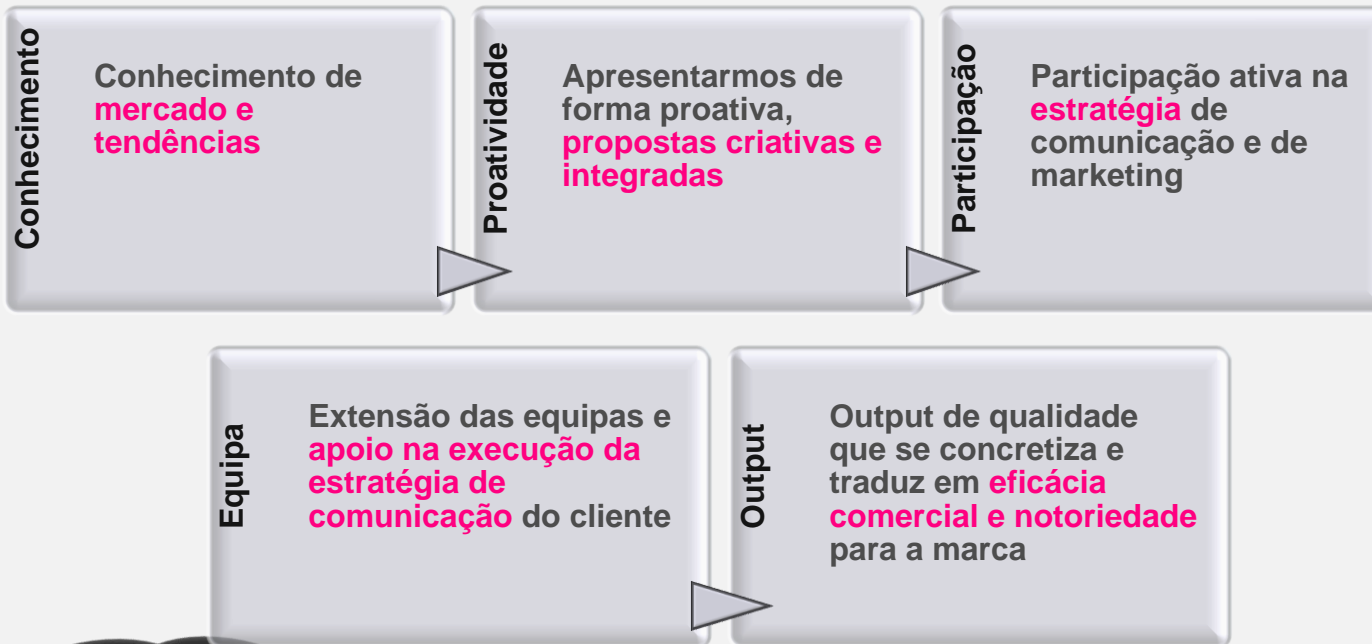 Conhecimento
Conhecimento de
mercado e
tendências
Proatividade
Apresentarmos de
forma proativa,
propostas criativas e
integradas
Participação
Participação ativa na
estratégia de
comunicação e de
marketing
Equipa
Extensão das equipas e
apoio na execução da
estratégia de
comunicação do cliente
Output
Output de qualidade
que se concretiza e
traduz em eficácia
comercial e notoriedade
para a marca